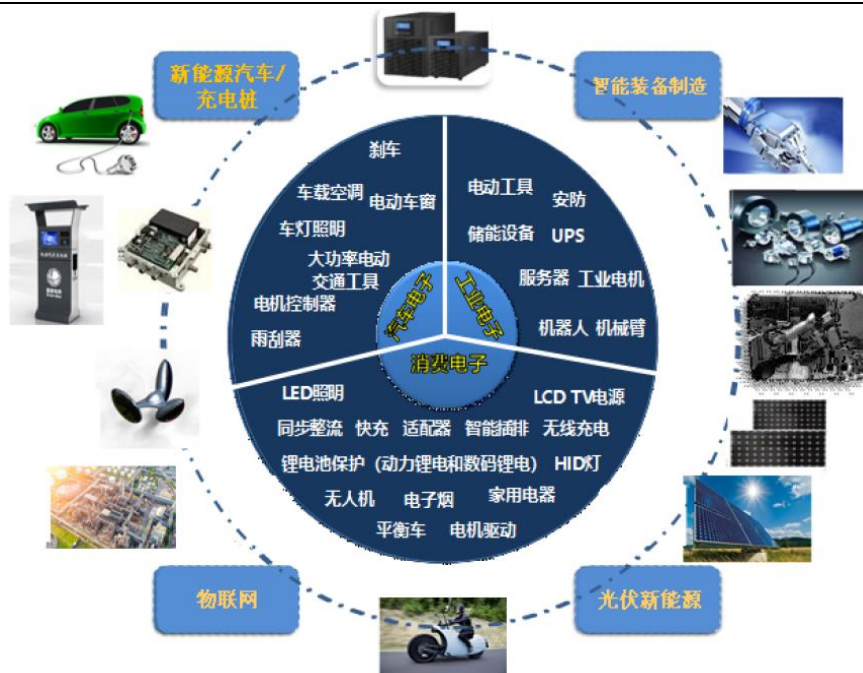 新能源汽车/
充电桩
智能装备制造
刹车
车载空调
电动车窗
车灯照明
大功率电动
交通工具
电机控制器
雨刮器
汽车电子
电动工具
安防
储能设备
UPS
服务器
工业电机
机器人
机械臂
工业电子
消费电子
LED照明
LCD TV电源
同步整流
快充
适配器
智能插排
无线充电
锂电池保护（动力锂电和数码锂电）
HID灯
无人机
电子烟
家用电器
平衡车
电机驱动
物联网
光伏新能源